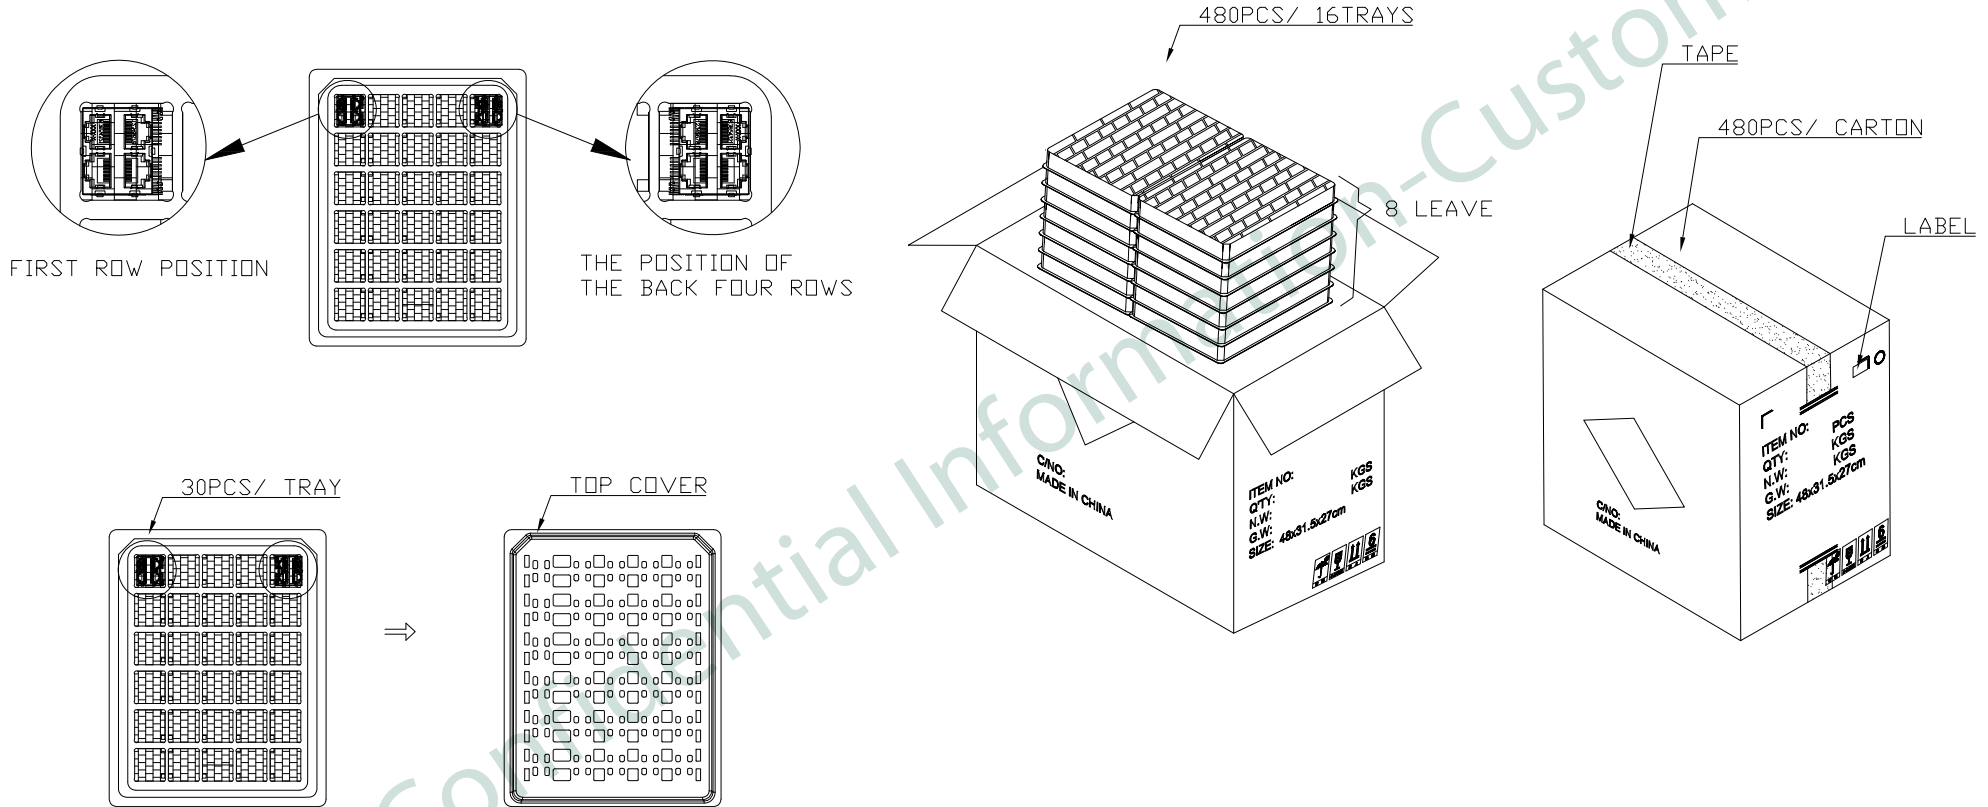 480PCS/ 16TRAYS
TAPE
480PCS/ CARTON
LABEL
8 LEAVE
FIRST ROW POSITION
THE POSITION OF
THE BACK FOUR ROWS
30PCS/ TRAY
TOP COVER
C/NO:
MADE IN CHINA
ITEM NO:
Q'TY: KGS
N.W: KGS
G.W:
SIZE: 48x31.5x27cm
C/NO:
MADE IN CHINA
ITEM NO: PCS
QTY: KGS
N.W: KGS
G.W:
SIZE: 48x31.5x27cm
Confidential Information-Custom